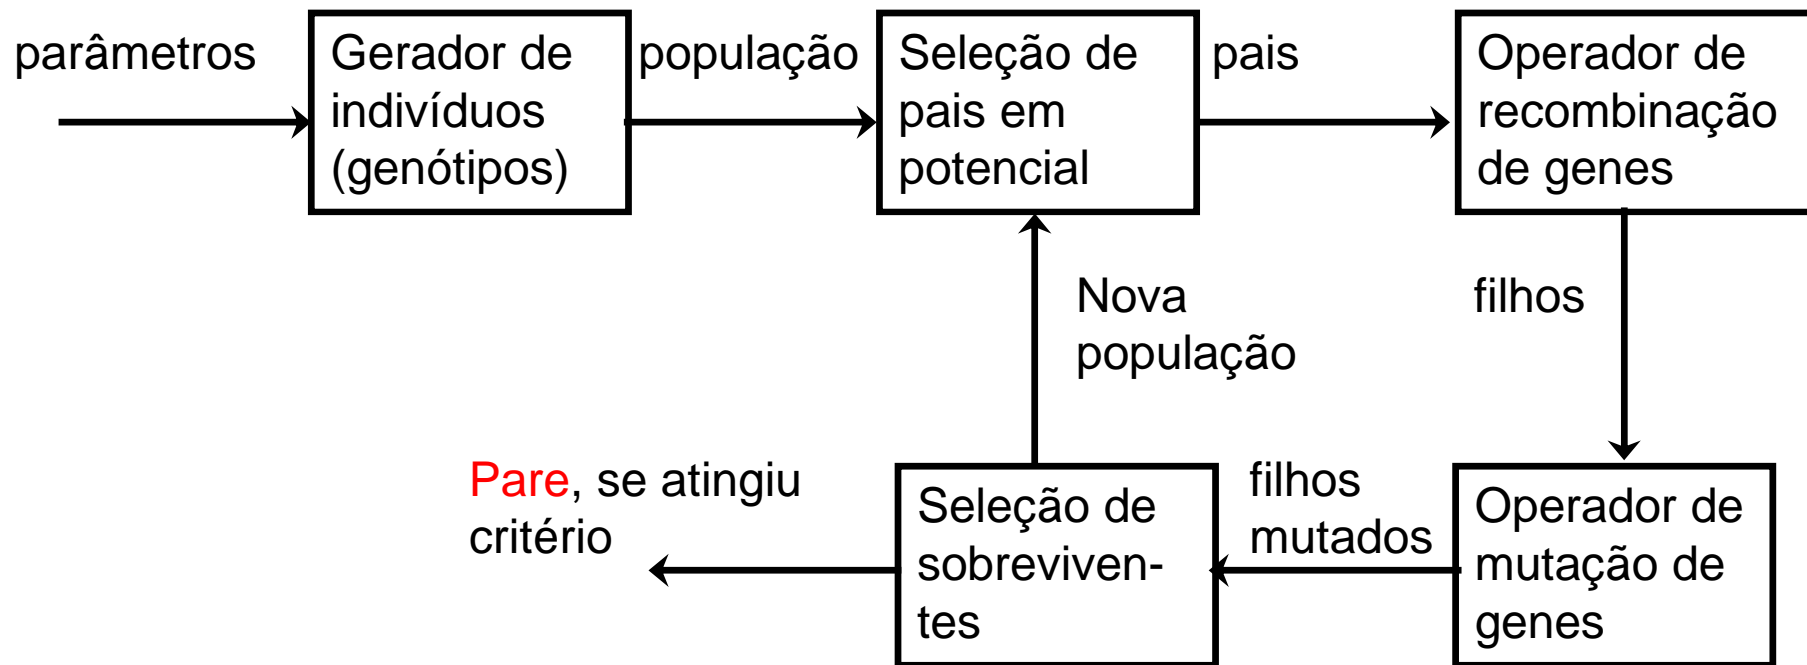 parâmetros
Gerador de
indivíduos
(genótipos)
população
Seleção de
pais em
potencial
pais
Operador de
recombinação
de genes
Nova
população
filhos
Pare, se atingiu
critério
Seleção de
sobreviven-
tes
filhos
mutados
Operador de
mutação de
genes